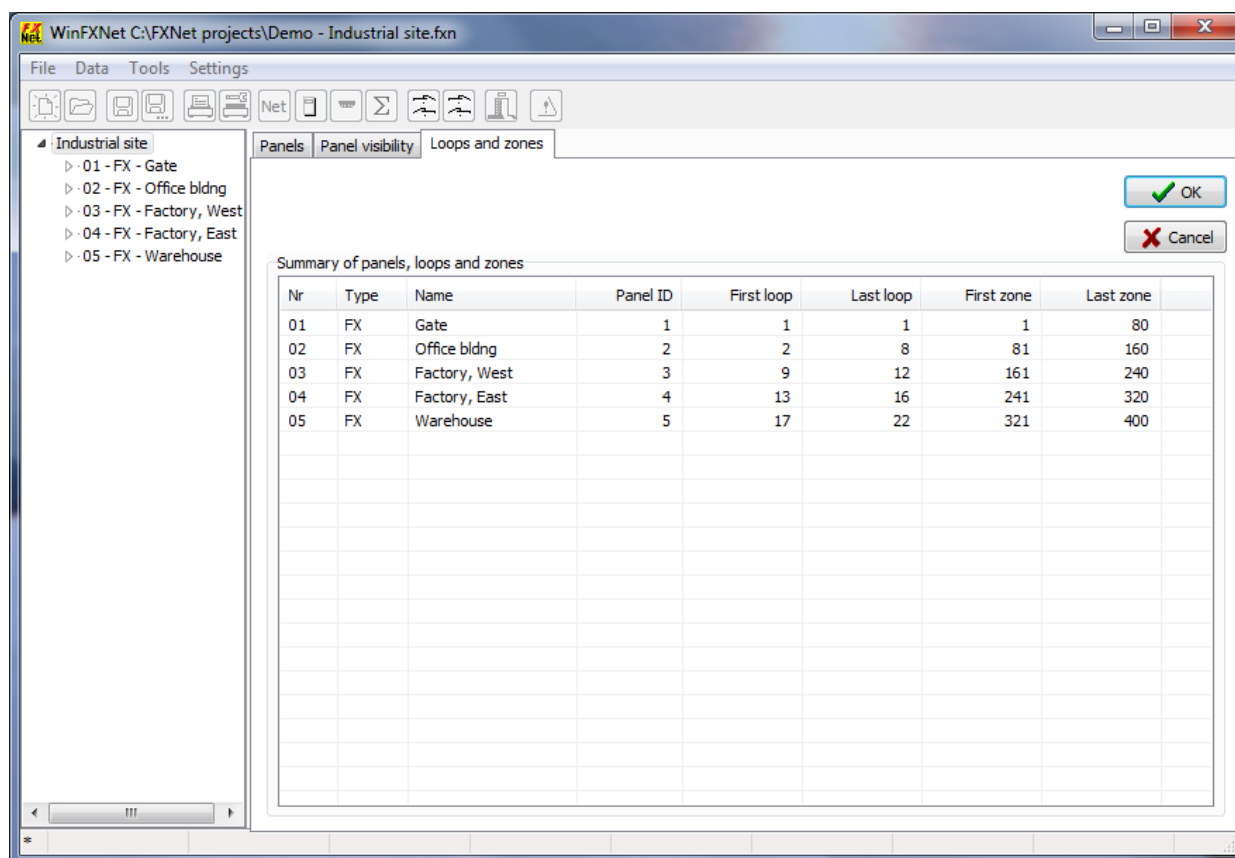 FX Net WinFXNet C:\FXNet projects\Demo - Industrial site.fxn
File Data Tools Settings
Net Σ
Industrial site
01 - FX - Gate
02 - FX - Office bldng
03 - FX - Factory, West
04 - FX - Factory, East
05 - FX - Warehouse
Panels Panel visibility Loops and zones
OK
Cancel
Summary of panels, loops and zones
Nr Type Name Panel ID First loop Last loop First zone Last zone
01 FX Gate 1 1 1 1 80
02 FX Office bldng 2 2 8 81 160
03 FX Factory, West 3 9 12 161 240
04 FX Factory, East 4 13 16 241 320
05 FX Warehouse 5 17 22 321 400
*